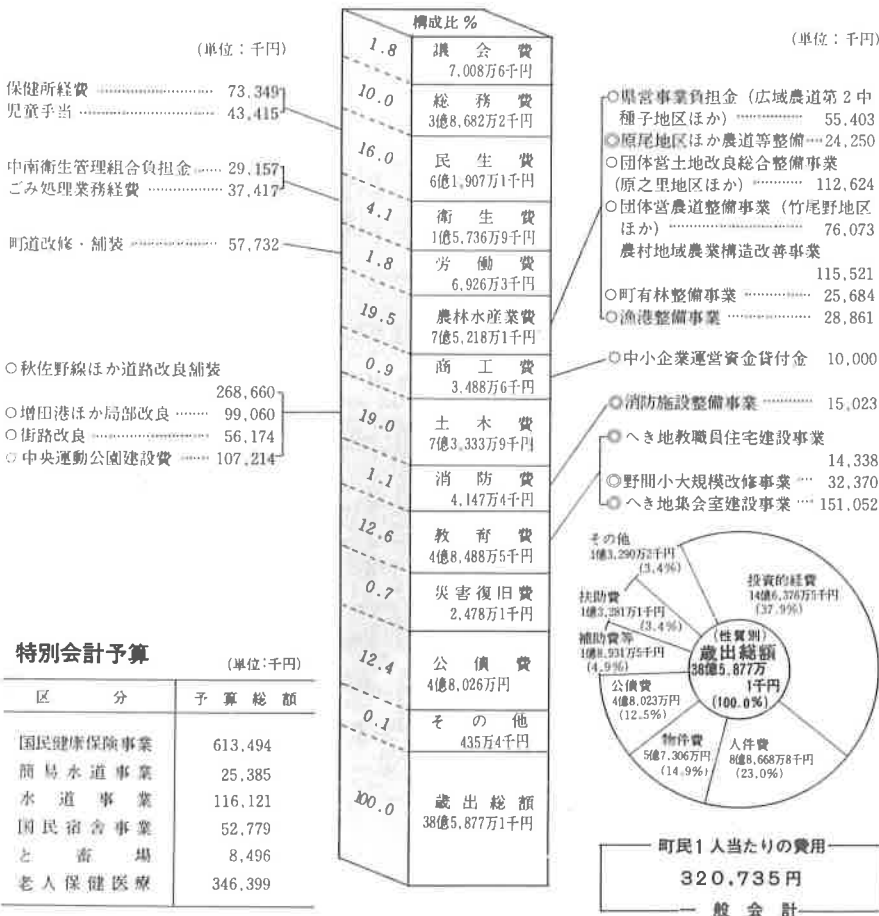 (単位:千円)
保健所経費 ………… 73,349
児童手当 ………… 43,415
中南衛生管理組合負担金 …… 29,157
ごみ処理業務経費 ………… 37,417
町道改修・舗装 ………… 57,732
○秋佐野線ほか道路改良舗装
268,660
○増田港ほか局部改良 …… 99,060
○街路改良 ………… 56,174
○中央運動公園建設費 …… 107,214
構成比 %
1.8 議会費
7,008万6千円
10.0 総務費
3億8,682万2千円
16.0 民生費
6億1,907万1千円
4.1 衛生費
1億5,736万9千円
1.8 労働費
6,926万3千円
19.5 農林水産業費
7億5,218万1千円
0.9 商工費
3,488万6千円
19.0 土木費
7億3,333万9千円
1.1 消防費
4,147万4千円
12.6 教育費
4億8,488万5千円
0.7 災害復旧費
2,478万1千円
12.4 公債費
4億8,026万円
0.1 その他
435万4千円
100.0 歳出総額
38億5,877万1千円
(単位:千円)
○県営事業負担金(広域農道第2中
種子地区ほか) ………… 55,403
◎原尾地区ほか農道等整備 … 24,250
○団体営土地改良総合整備事業
(原之里地区ほか) ………… 112,624
○団体営農道整備事業(竹尾野地区
ほか) ………… 76,073
農村地域農業構造改善事業
115,521
○町有林整備事業 ………… 25,684
○漁港整備事業 ………… 28,861
○中小企業運営資金貸付金 10,000
◎消防施設整備事業 ………… 15,023
◎へき地教職員住宅建設事業
14,338
◎野間小大規模改修事業 … 32,370
◎へき地集会室建設事業 … 151,052
その他
1億3,290万2千円
(3.4%)
扶助費
1億3,281万1千円
(3.4%)
補助費等
1億8,931万5千円
(4.9%)
公債費
4億8,023万円
(12.5%)
物件費
5億7,306万円
(14.9%)
人件費
8億8,668万8千円
(23.0%)
投資的経費
14億6,376万5千円
(37.9%)
(性質別)
歳出総額
38億5,877万
1千円
(100.0%)
特別会計予算
(単位:千円)
区分 予算総額
国民健康保険事業 613,494
簡易水道事業 25,385
水道事業 116,121
国民宿舎事業 52,779
と畜場 8,496
老人保健医療 346,399
町民1人当たりの費用
320,735円
一般会計